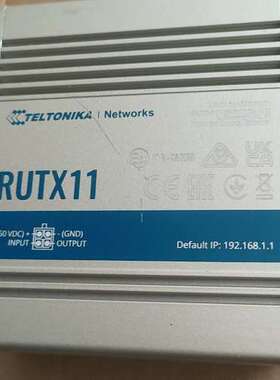 TELTONIKA | Networks
RUTX11
50 VDC) + - (GND)
INPUT OUTPUT
Default IP: 192.168.1.1